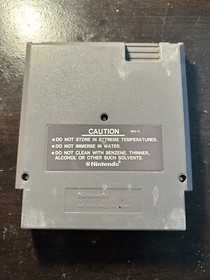 CAUTION
● DO NOT STORE IN EXTREME TEMPERATURES.
● DO NOT IMMERSE IN WATER.
● DO NOT CLEAN WITH BENZENE, THINNER,
ALCOHOL OR OTHER SUCH SOLVENTS.
Nintendo®